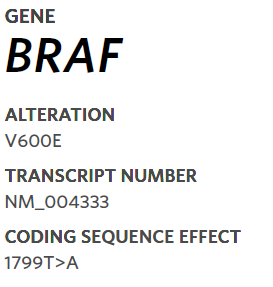 GENE
BRAF
ALTERATION
V600E
TRANSCRIPT NUMBER
NM_004333
CODING SEQUENCE EFFECT
1799T>A